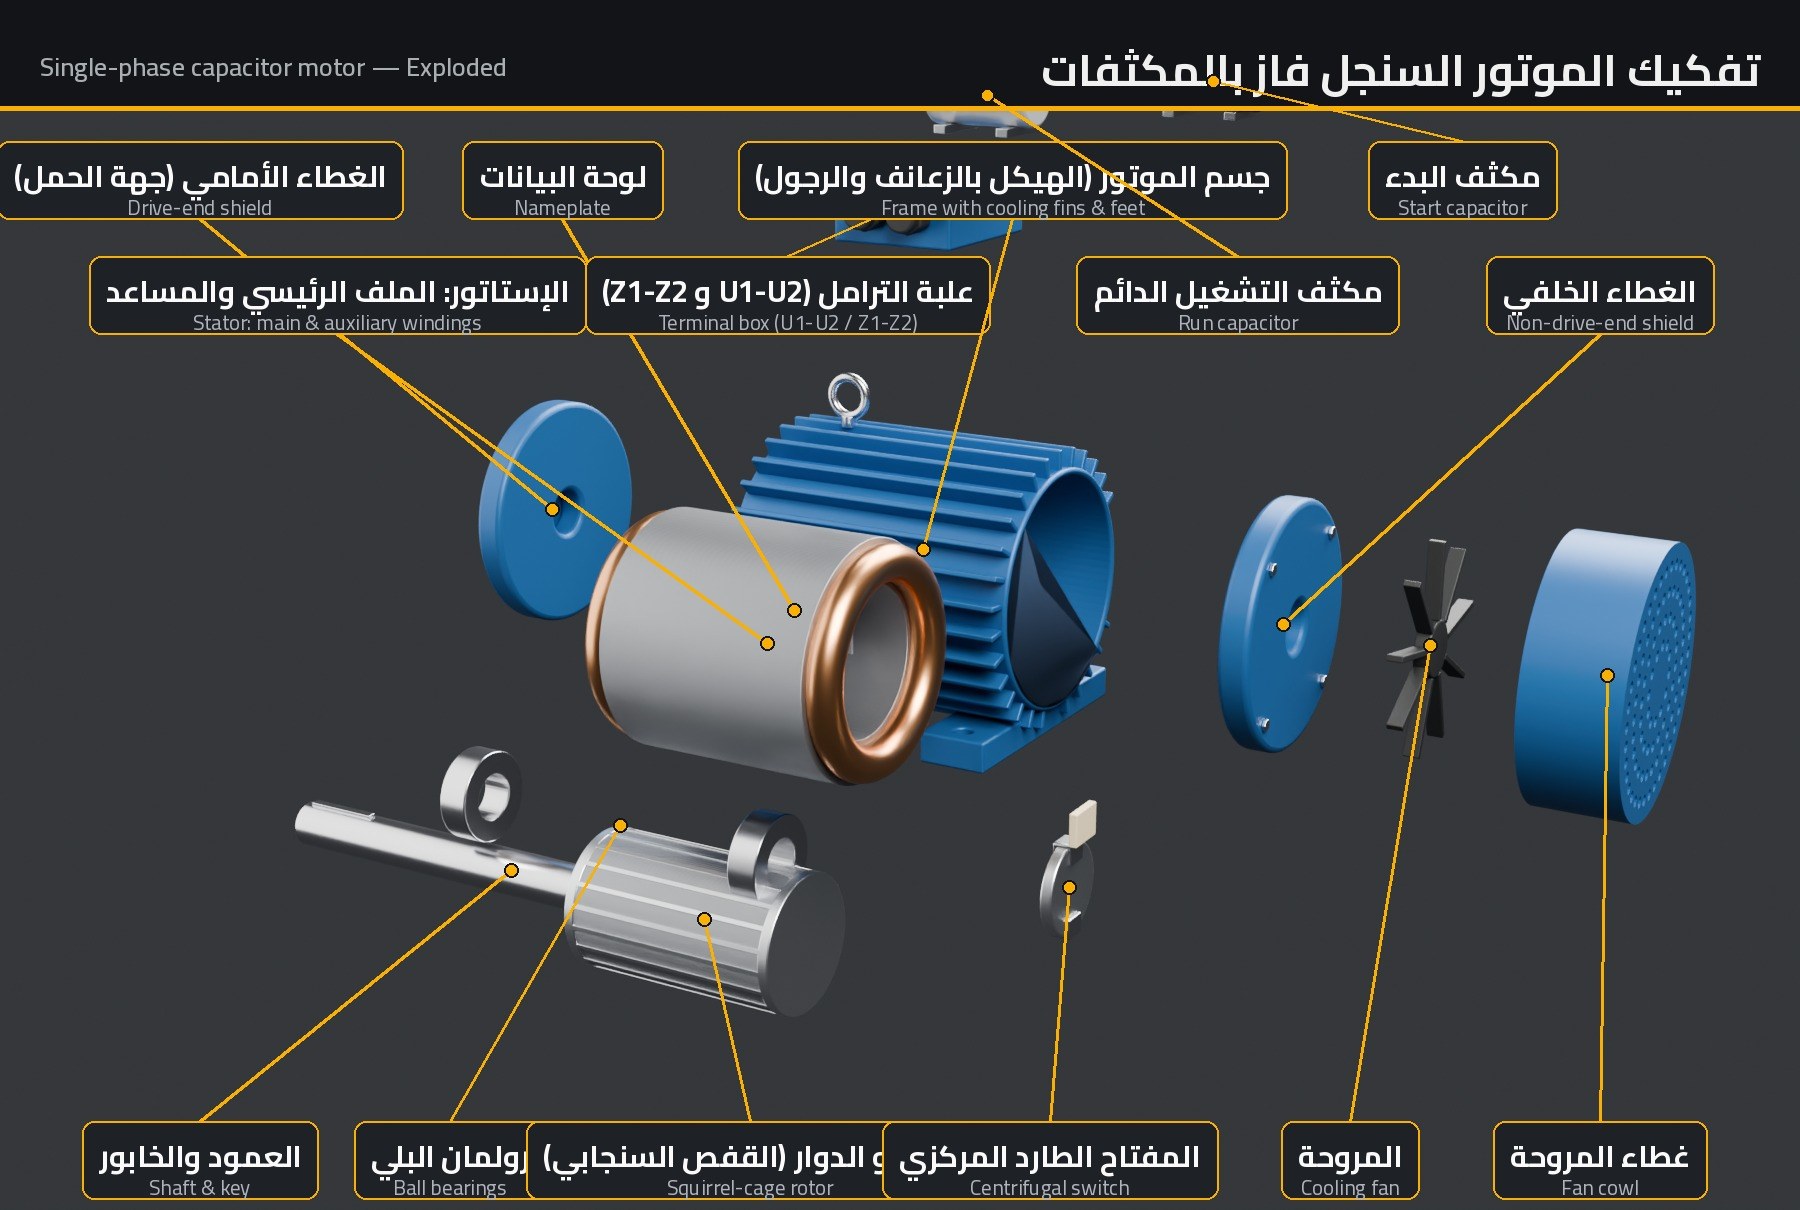 تفكيك الموتور السنجل فاز بالمكثفات
Single-phase capacitor motor — Exploded
مكثف البدء
Start capacitor
جسم الموتور (الهيكل بالزعانف والرجول)
Frame with cooling fins & feet
لوحة البيانات
Nameplate
الغطاء الأمامي (جهة الحمل)
Drive-end shield
الغطاء الخلفي
Non-drive-end shield
مكثف التشغيل الدائم
Run capacitor
علبة الترامل (U1-U2 و Z1-Z2)
Terminal box (U1-U2 / Z1-Z2)
الإستاتور: الملف الرئيسي والمساعد
Stator: main & auxiliary windings
غطاء المروحة
Fan cowl
المروحة
Cooling fan
المفتاح الطارد المركزي
Centrifugal switch
و الدوار (القفص السنجابي)
Squirrel-cage rotor
رولمان البلي
Ball bearings
العمود والخابور
Shaft & key